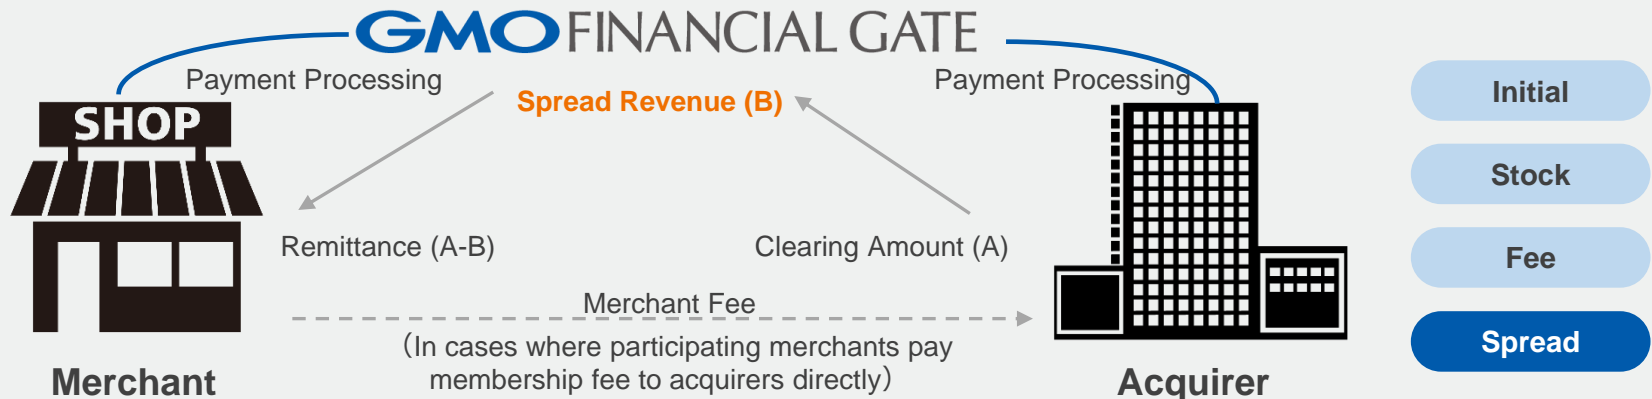 GMO FINANCIAL GATE
Payment Processing
Payment Processing
Spread Revenue (B)
SHOP
Remittance (A-B)
Clearing Amount (A)
Merchant Fee
（In cases where participating merchants pay
membership fee to acquirers directly）
Merchant
Acquirer
Initial
Stock
Fee
Spread